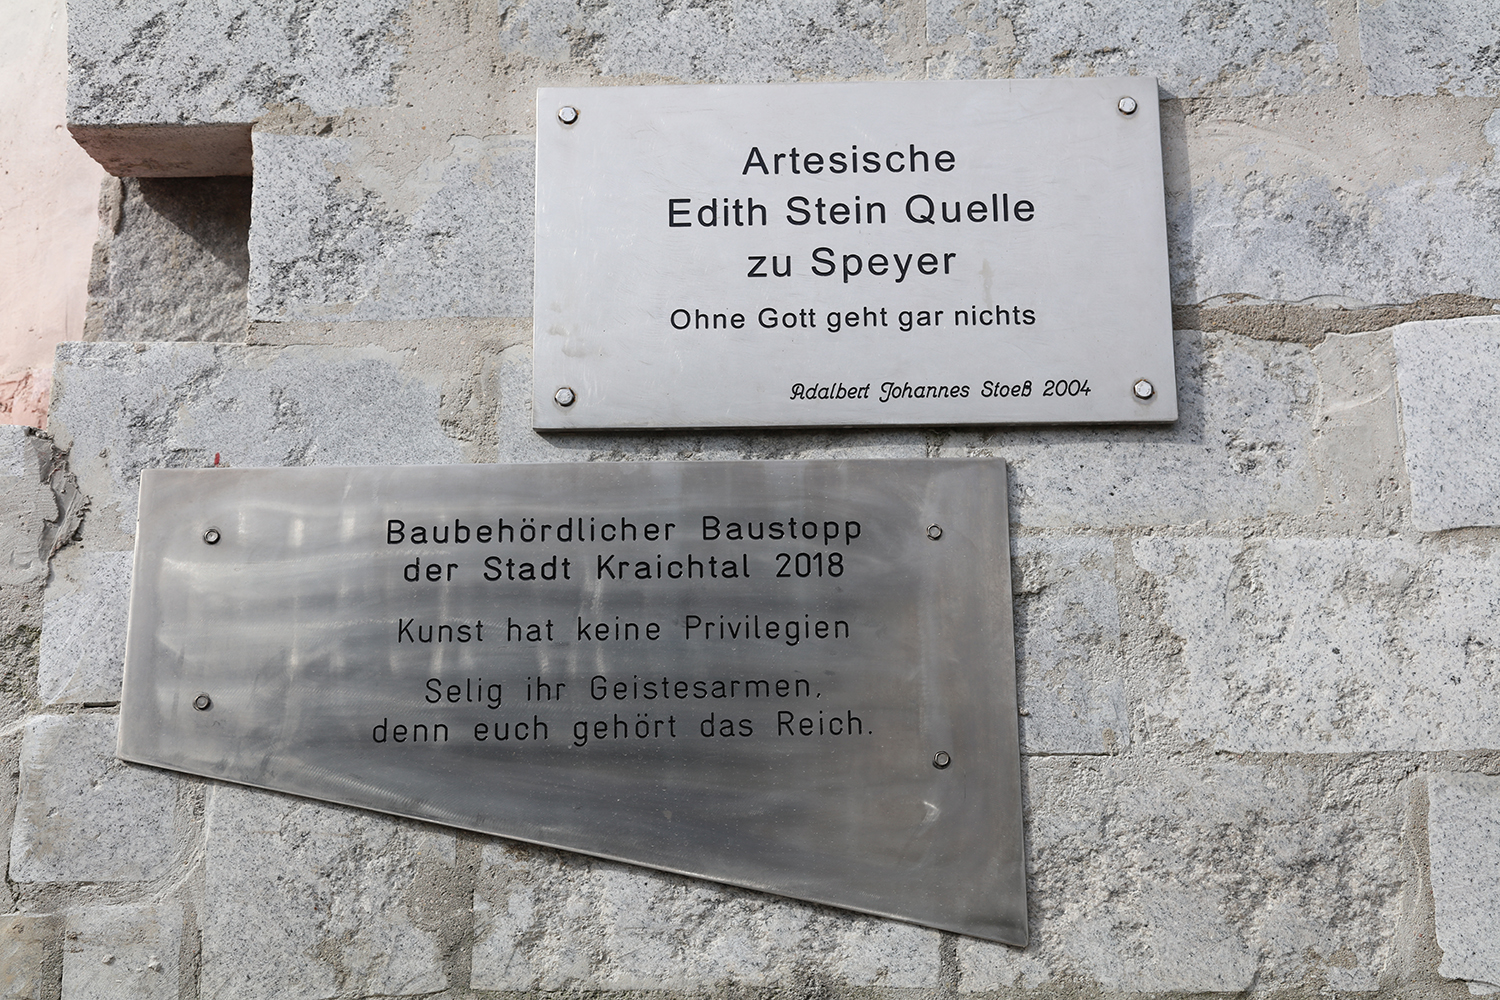 Artesische
Edith Stein Quelle
zu Speyer
Ohne Gott geht gar nichts
Adalbert Johannes Stoeß 2004
Baubehördlicher Baustopp
der Stadt Kraichtal 2018
Kunst hat keine Privilegien
Selig ihr Geistesarmen,
denn euch gehört das Reich.